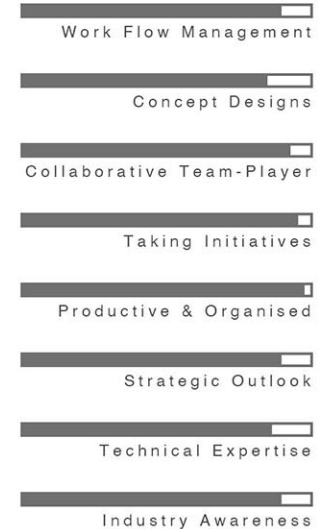 Work Flow Management
Concept Designs
Collaborative Team-Player
Taking Initiatives
Productive & Organised
Strategic Outlook
Technical Expertise
Industry Awareness